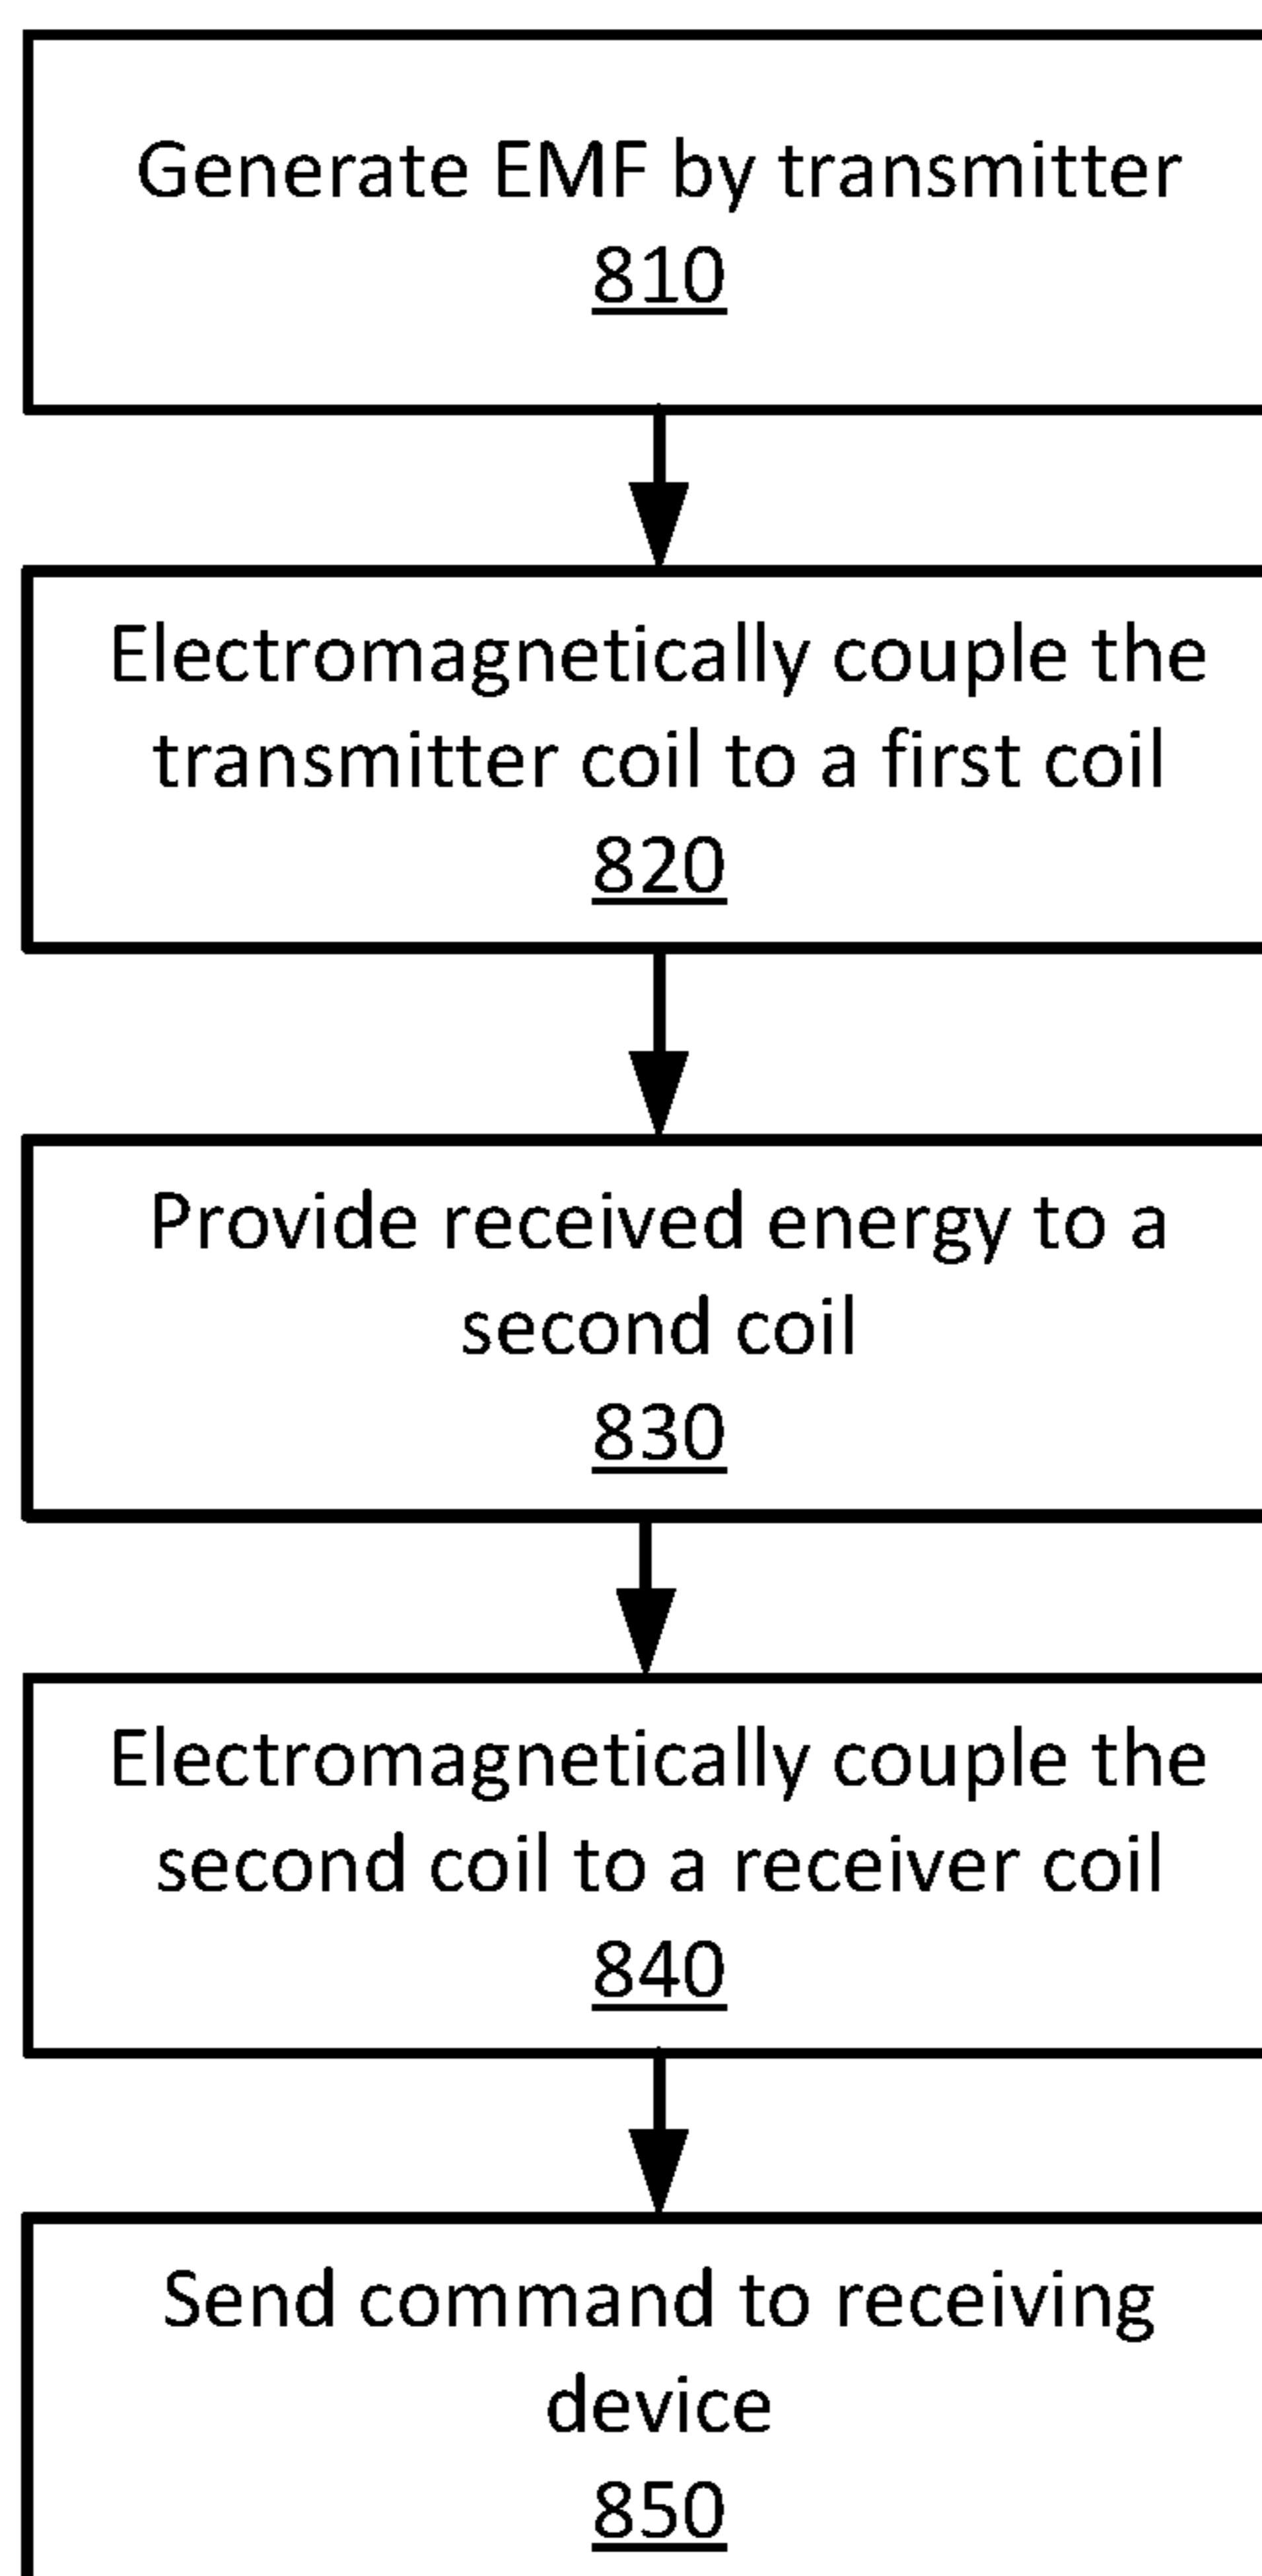 Generate EMF by transmitter
810
Electromagnetically couple the
transmitter coil to a first coil
820
Provide received energy to a
second coil
830
Electromagnetically couple the
second coil to a receiver coil
840
Send command to receiving
device
850